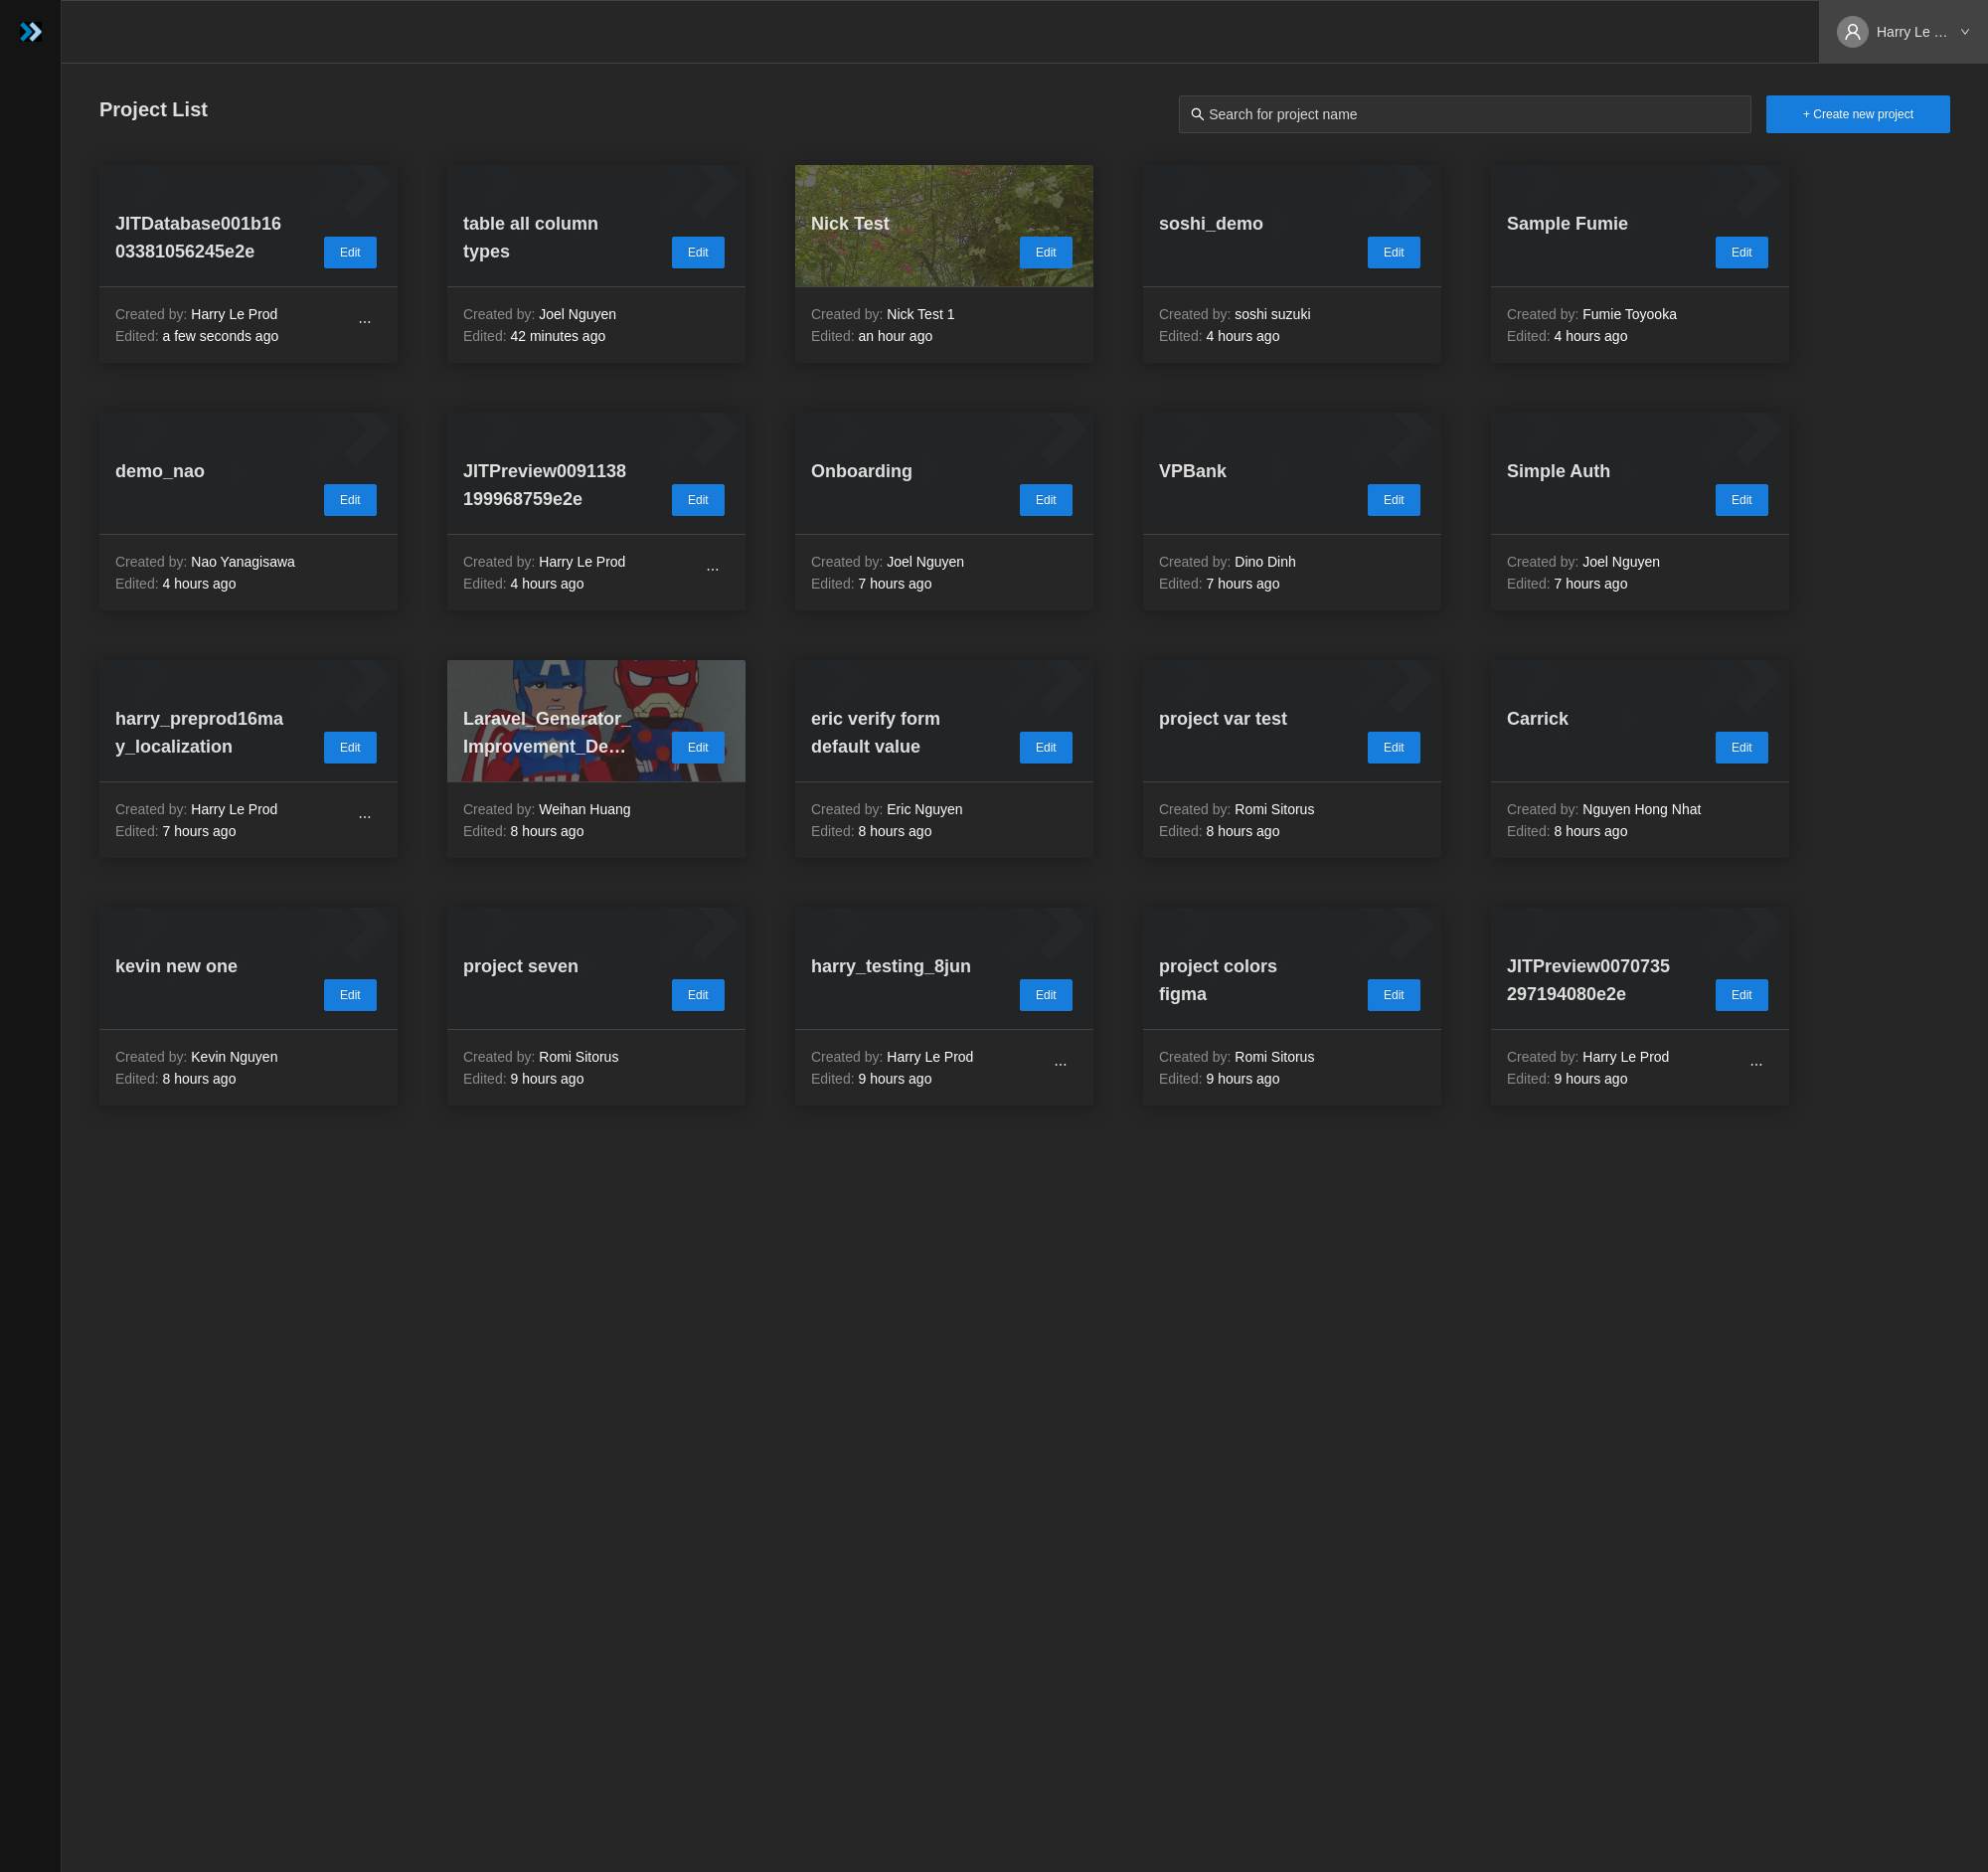 Harry Le …
Project List
Search for project name
+ Create new project
JITDatabase001b16
03381056245e2e
Edit
Created by: Harry Le Prod
Edited: a few seconds ago
...
table all column
types
Edit
Created by: Joel Nguyen
Edited: 42 minutes ago
Nick Test
Edit
Created by: Nick Test 1
Edited: an hour ago
soshi_demo
Edit
Created by: soshi suzuki
Edited: 4 hours ago
Sample Fumie
Edit
Created by: Fumie Toyooka
Edited: 4 hours ago
demo_nao
Edit
Created by: Nao Yanagisawa
Edited: 4 hours ago
JITPreview0091138
199968759e2e
Edit
Created by: Harry Le Prod
Edited: 4 hours ago
...
Onboarding
Edit
Created by: Joel Nguyen
Edited: 7 hours ago
VPBank
Edit
Created by: Dino Dinh
Edited: 7 hours ago
Simple Auth
Edit
Created by: Joel Nguyen
Edited: 7 hours ago
harry_preprod16ma
y_localization
Edit
Created by: Harry Le Prod
Edited: 7 hours ago
...
Laravel_Generator_
Improvement_De…
Edit
Created by: Weihan Huang
Edited: 8 hours ago
eric verify form
default value
Edit
Created by: Eric Nguyen
Edited: 8 hours ago
project var test
Edit
Created by: Romi Sitorus
Edited: 8 hours ago
Carrick
Edit
Created by: Nguyen Hong Nhat
Edited: 8 hours ago
kevin new one
Edit
Created by: Kevin Nguyen
Edited: 8 hours ago
project seven
Edit
Created by: Romi Sitorus
Edited: 9 hours ago
harry_testing_8jun
Edit
Created by: Harry Le Prod
Edited: 9 hours ago
...
project colors
figma
Edit
Created by: Romi Sitorus
Edited: 9 hours ago
JITPreview0070735
297194080e2e
Edit
Created by: Harry Le Prod
Edited: 9 hours ago
...